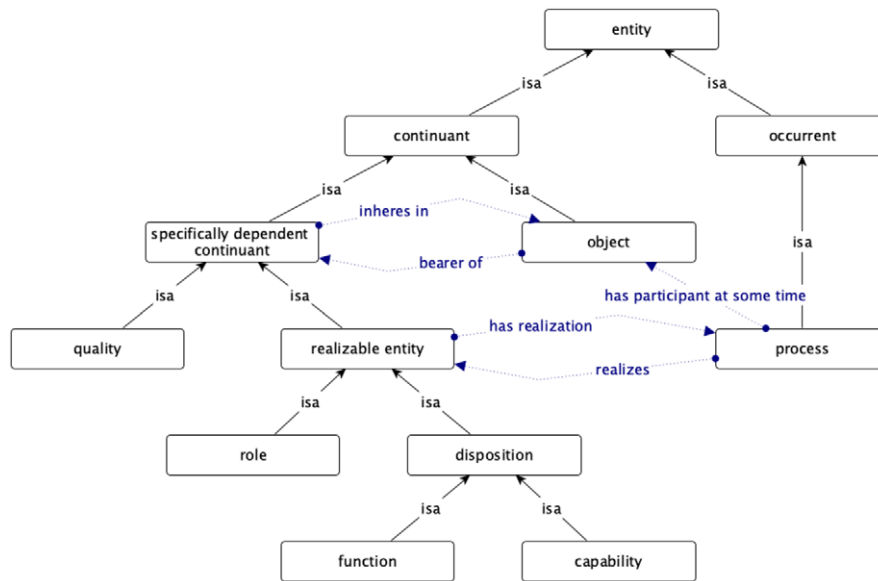 entity
isa
isa
continuant
occurrent
isa
isa
inheres in
specifically dependent
continuant
object
isa
bearer of
isa
isa
has participant at some time
has realization
quality
realizable entity
process
realizes
isa
isa
role
disposition
isa
isa
function
capability